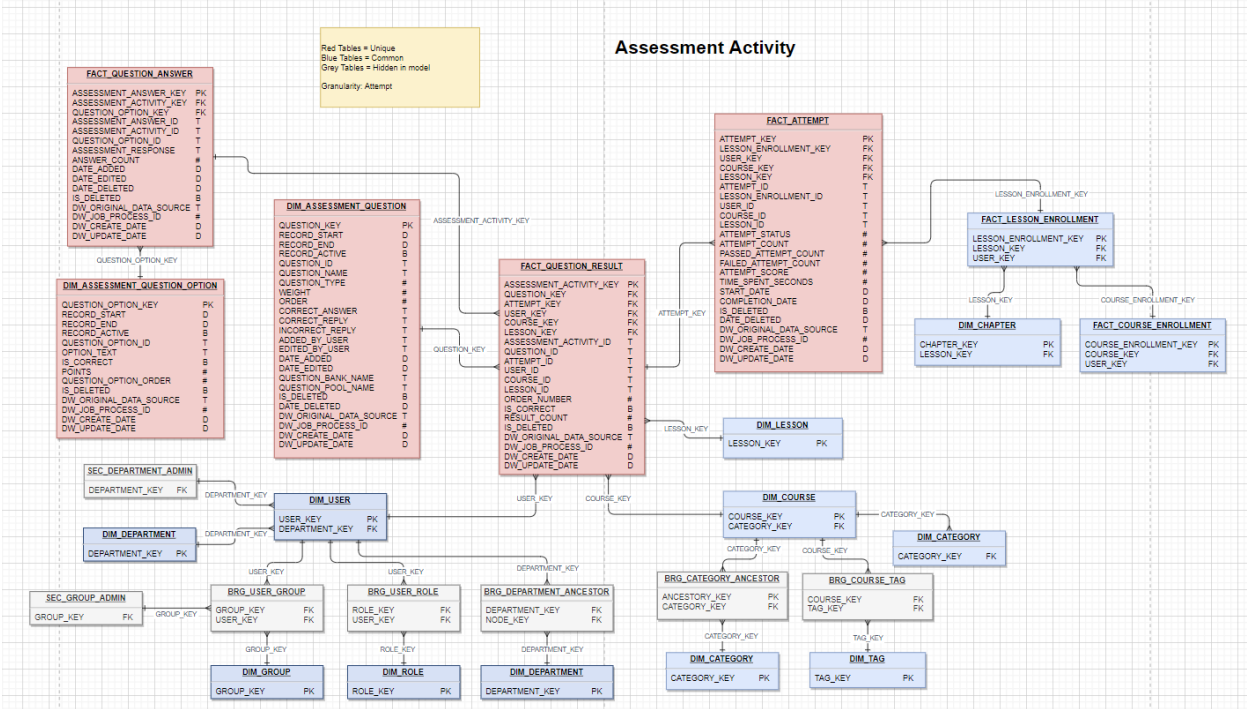 Assessment Activity
Red Tables = Unique
Blue Tables = Common
Grey Tables = Hidden in model
Granularity: Attempt
FACT_QUESTION_ANSWER
ASSESSMENT_ANSWER_KEY PK
ASSESSMENT_ACTIVITY_KEY FK
QUESTION_OPTION_KEY FK
ASSESSMENT_ANSWER_ID T
ASSESSMENT_ACTIVITY_ID T
QUESTION_OPTION_ID T
ASSESSMENT_RESPONSE T
ANSWER_COUNT #
DATE_ADDED D
DATE_EDITED D
DATE_DELETED D
IS_DELETED B
DW_ORIGINAL_DATA_SOURCE T
DW_JOB_PROCESS_ID #
DW_CREATE_DATE D
DW_UPDATE_DATE D
QUESTION_OPTION_KEY
DIM_ASSESSMENT_QUESTION_OPTION
QUESTION_OPTION_KEY PK
RECORD_START D
RECORD_END D
RECORD_ACTIVE B
QUESTION_OPTION_ID T
OPTION_TEXT T
IS_CORRECT B
POINTS #
QUESTION_OPTION_ORDER #
IS_DELETED B
DW_ORIGINAL_DATA_SOURCE T
DW_JOB_PROCESS_ID #
DW_CREATE_DATE D
DW_UPDATE_DATE D
DIM_ASSESSMENT_QUESTION
QUESTION_KEY PK
RECORD_START D
RECORD_END D
RECORD_ACTIVE B
QUESTION_ID T
QUESTION_NAME T
QUESTION_TYPE #
WEIGHT #
ORDER #
CORRECT_ANSWER T
CORRECT_REPLY T
INCORRECT_REPLY T
ADDED_BY_USER T
EDITED_BY_USER T
DATE_ADDED D
DATE_EDITED D
QUESTION_BANK_NAME T
QUESTION_POOL_NAME T
IS_DELETED B
DATE_DELETED D
DW_ORIGINAL_DATA_SOURCE T
DW_JOB_PROCESS_ID #
DW_CREATE_DATE D
DW_UPDATE_DATE D
ASSESSMENT_ACTIVITY_KEY
QUESTION_KEY
FACT_QUESTION_RESULT
ASSESSMENT_ACTIVITY_KEY PK
QUESTION_KEY FK
ATTEMPT_KEY FK
USER_KEY FK
COURSE_KEY FK
LESSON_KEY FK
ASSESSMENT_ACTIVITY_ID T
QUESTION_ID T
ATTEMPT_ID T
USER_ID T
COURSE_ID T
LESSON_ID T
ORDER_NUMBER #
IS_CORRECT B
RESULT_COUNT #
IS_DELETED B
DW_ORIGINAL_DATA_SOURCE T
DW_JOB_PROCESS_ID #
DW_CREATE_DATE D
DW_UPDATE_DATE D
ATTEMPT_KEY
FACT_ATTEMPT
ATTEMPT_KEY PK
LESSON_ENROLLMENT_KEY FK
USER_KEY FK
COURSE_KEY FK
LESSON_KEY FK
ATTEMPT_ID T
LESSON_ENROLLMENT_ID T
USER_ID T
COURSE_ID T
LESSON_ID T
ATTEMPT_STATUS #
ATTEMPT_COUNT #
PASSED_ATTEMPT_COUNT #
FAILED_ATTEMPT_COUNT #
ATTEMPT_SCORE #
TIME_SPENT_SECONDS #
START_DATE D
COMPLETION_DATE D
IS_DELETED B
DATE_DELETED D
DW_ORIGINAL_DATA_SOURCE T
DW_JOB_PROCESS_ID #
DW_CREATE_DATE D
DW_UPDATE_DATE D
LESSON_ENROLLMENT_KEY
FACT_LESSON_ENROLLMENT
LESSON_ENROLLMENT_KEY PK
LESSON_KEY FK
USER_KEY FK
LESSON_KEY
COURSE_ENROLLMENT_KEY
DIM_CHAPTER
CHAPTER_KEY PK
LESSON_KEY FK
FACT_COURSE_ENROLLMENT
COURSE_ENROLLMENT_KEY PK
COURSE_KEY FK
USER_KEY FK
LESSON_KEY
DIM_LESSON
LESSON_KEY PK
SEC_DEPARTMENT_ADMIN
DEPARTMENT_KEY FK
DEPARTMENT_KEY
DIM_DEPARTMENT
DEPARTMENT_KEY PK
DEPARTMENT_KEY
DIM_USER
USER_KEY PK
DEPARTMENT_KEY FK
USER_KEY
COURSE_KEY
DIM_COURSE
COURSE_KEY PK
CATEGORY_KEY FK
CATEGORY_KEY
DIM_CATEGORY
CATEGORY_KEY FK
CATEGORY_KEY
COURSE_KEY
USER_KEY
USER_KEY
DEPARTMENT_KEY
SEC_GROUP_ADMIN
GROUP_KEY FK
GROUP_KEY
BRG_USER_GROUP
GROUP_KEY FK
USER_KEY FK
BRG_USER_ROLE
ROLE_KEY FK
USER_KEY FK
BRG_DEPARTMENT_ANCESTOR
DEPARTMENT_KEY FK
NODE_KEY FK
BRG_CATEGORY_ANCESTOR
ANCESTORY_KEY PK
CATEGORY_KEY FK
BRG_COURSE_TAG
COURSE_KEY FK
TAG_KEY FK
GROUP_KEY
ROLE_KEY
DEPARTMENT_KEY
CATEGORY_KEY
TAG_KEY
DIM_GROUP
GROUP_KEY PK
DIM_ROLE
ROLE_KEY PK
DIM_DEPARTMENT
DEPARTMENT_KEY PK
DIM_CATEGORY
CATEGORY_KEY PK
DIM_TAG
TAG_KEY PK